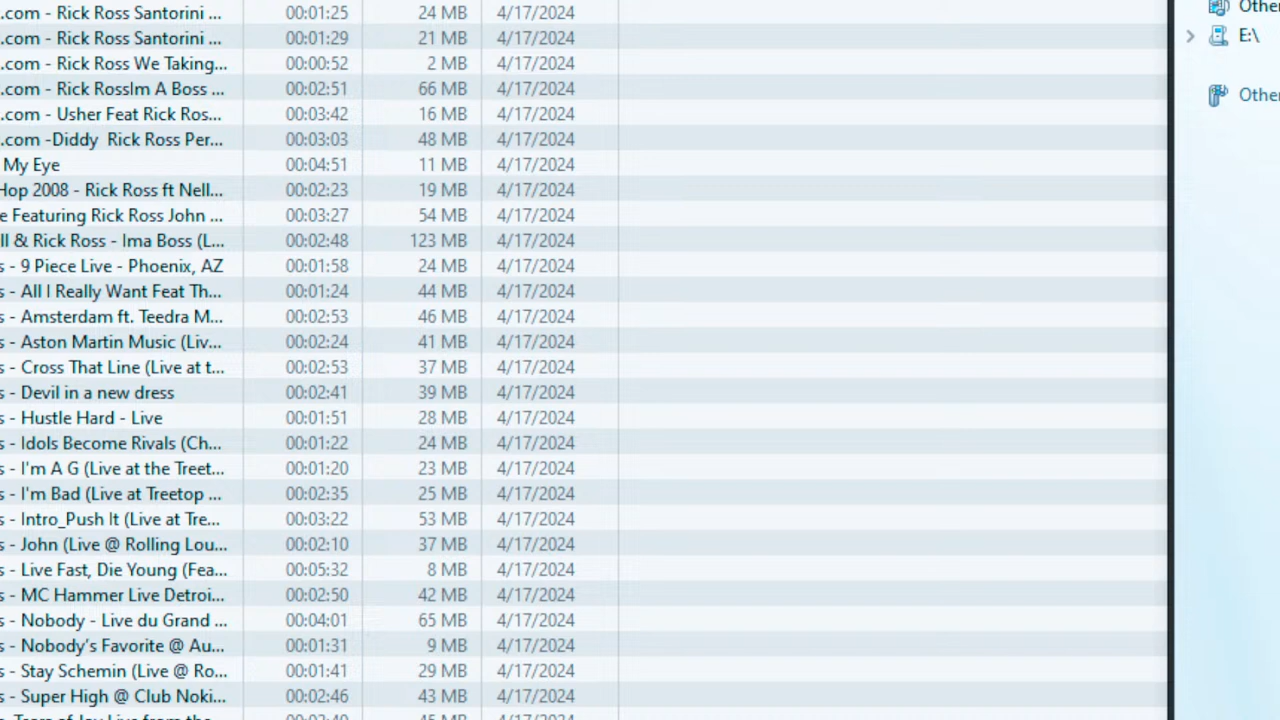 .com - Rick Ross Santorini ... 00:01:25 24 MB 4/17/2024
.com - Rick Ross Santorini ... 00:01:29 21 MB 4/17/2024
.com - Rick Ross We Taking... 00:00:52 2 MB 4/17/2024
.com - Rick RossIm A Boss ... 00:02:51 66 MB 4/17/2024
.com - Usher Feat Rick Ros... 00:03:42 16 MB 4/17/2024
.com -Diddy Rick Ross Per... 00:03:03 48 MB 4/17/2024
My Eye 00:04:51 11 MB 4/17/2024
Hop 2008 - Rick Ross ft Nell... 00:02:23 19 MB 4/17/2024
e Featuring Rick Ross John ... 00:03:27 54 MB 4/17/2024
ll & Rick Ross - Ima Boss (L... 00:02:48 123 MB 4/17/2024
s - 9 Piece Live - Phoenix, AZ 00:01:58 24 MB 4/17/2024
s - All I Really Want Feat Th... 00:01:24 44 MB 4/17/2024
s - Amsterdam ft. Teedra M... 00:02:53 46 MB 4/17/2024
s - Aston Martin Music (Liv... 00:02:24 41 MB 4/17/2024
s - Cross That Line (Live at t... 00:02:53 37 MB 4/17/2024
s - Devil in a new dress 00:02:41 39 MB 4/17/2024
s - Hustle Hard - Live 00:01:51 28 MB 4/17/2024
s - Idols Become Rivals (Ch... 00:01:22 24 MB 4/17/2024
s - I'm A G (Live at the Treet... 00:01:20 23 MB 4/17/2024
s - I'm Bad (Live at Treetop ... 00:02:35 25 MB 4/17/2024
s - Intro_Push It (Live at Tre... 00:03:22 53 MB 4/17/2024
s - John (Live @ Rolling Lou... 00:02:10 37 MB 4/17/2024
s - Live Fast, Die Young (Fea... 00:05:32 8 MB 4/17/2024
s - MC Hammer Live Detroi... 00:02:50 42 MB 4/17/2024
s - Nobody - Live du Grand ... 00:04:01 65 MB 4/17/2024
s - Nobody's Favorite @ Au... 00:01:31 9 MB 4/17/2024
s - Stay Schemin (Live @ Ro... 00:01:41 29 MB 4/17/2024
s - Super High @ Club Noki... 00:02:46 43 MB 4/17/2024
Othe
E:\
Othe